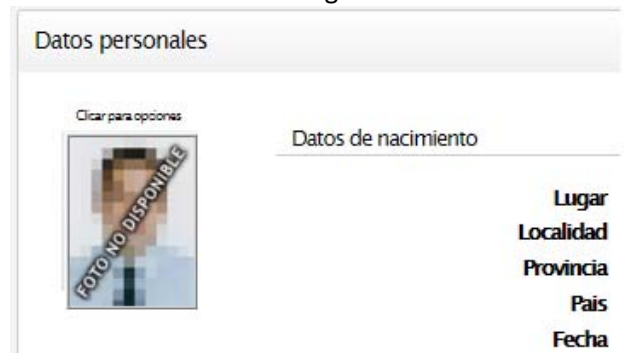 Datos personales
Clicar para opciones
FOTO NO DISPONIBLE
Datos de nacimiento
Lugar
Localidad
Provincia
Pais
Fecha